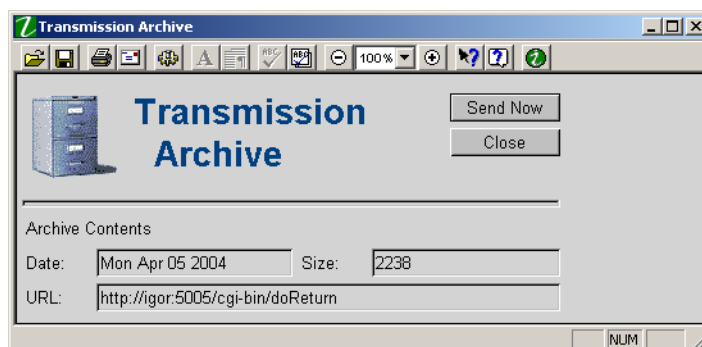 Transmission Archive
100%
Transmission
Archive
Send Now
Close
Archive Contents
Date: Mon Apr 05 2004 Size: 2238
URL: http://igor:5005/cgi-bin/doReturn
NUM